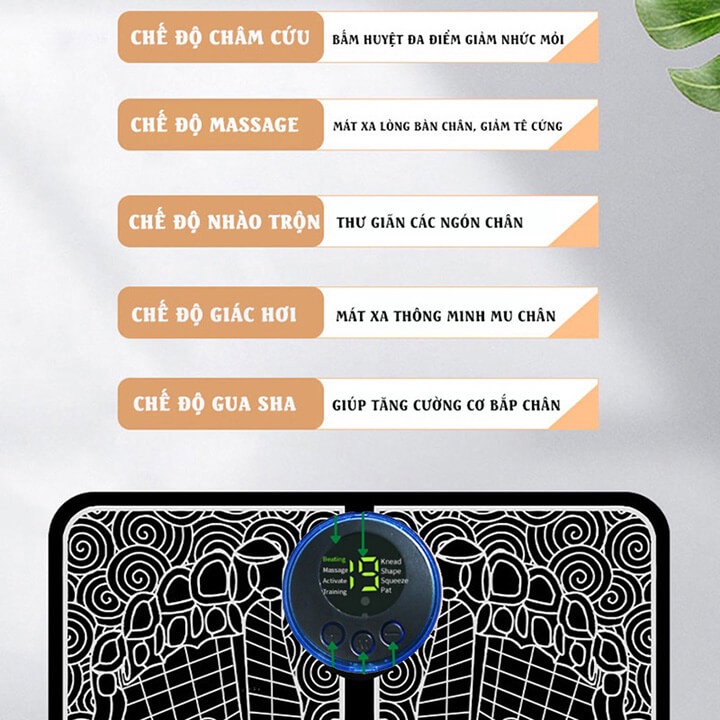 CHẾ ĐỘ CHÂM CỨU BẤM HUYỆT ĐA ĐIỂM GIẢM NHỨC MỎI
CHẾ ĐỘ MASSAGE MÁT XA LÒNG BÀN CHÂN, GIẢM TÊ CỨNG
CHẾ ĐỘ NHÀO TRỘN THƯ GIÃN CÁC NGÓN CHÂN
CHẾ ĐỘ GIÁC HƠI MÁT XA THÔNG MINH MU CHÂN
CHẾ ĐỘ GUA SHA GIÚP TĂNG CƯỜNG CƠ BẮP CHÂN
Beating
Massage
Activate
Training
19
Knead
Shape
Squeeze
Pat